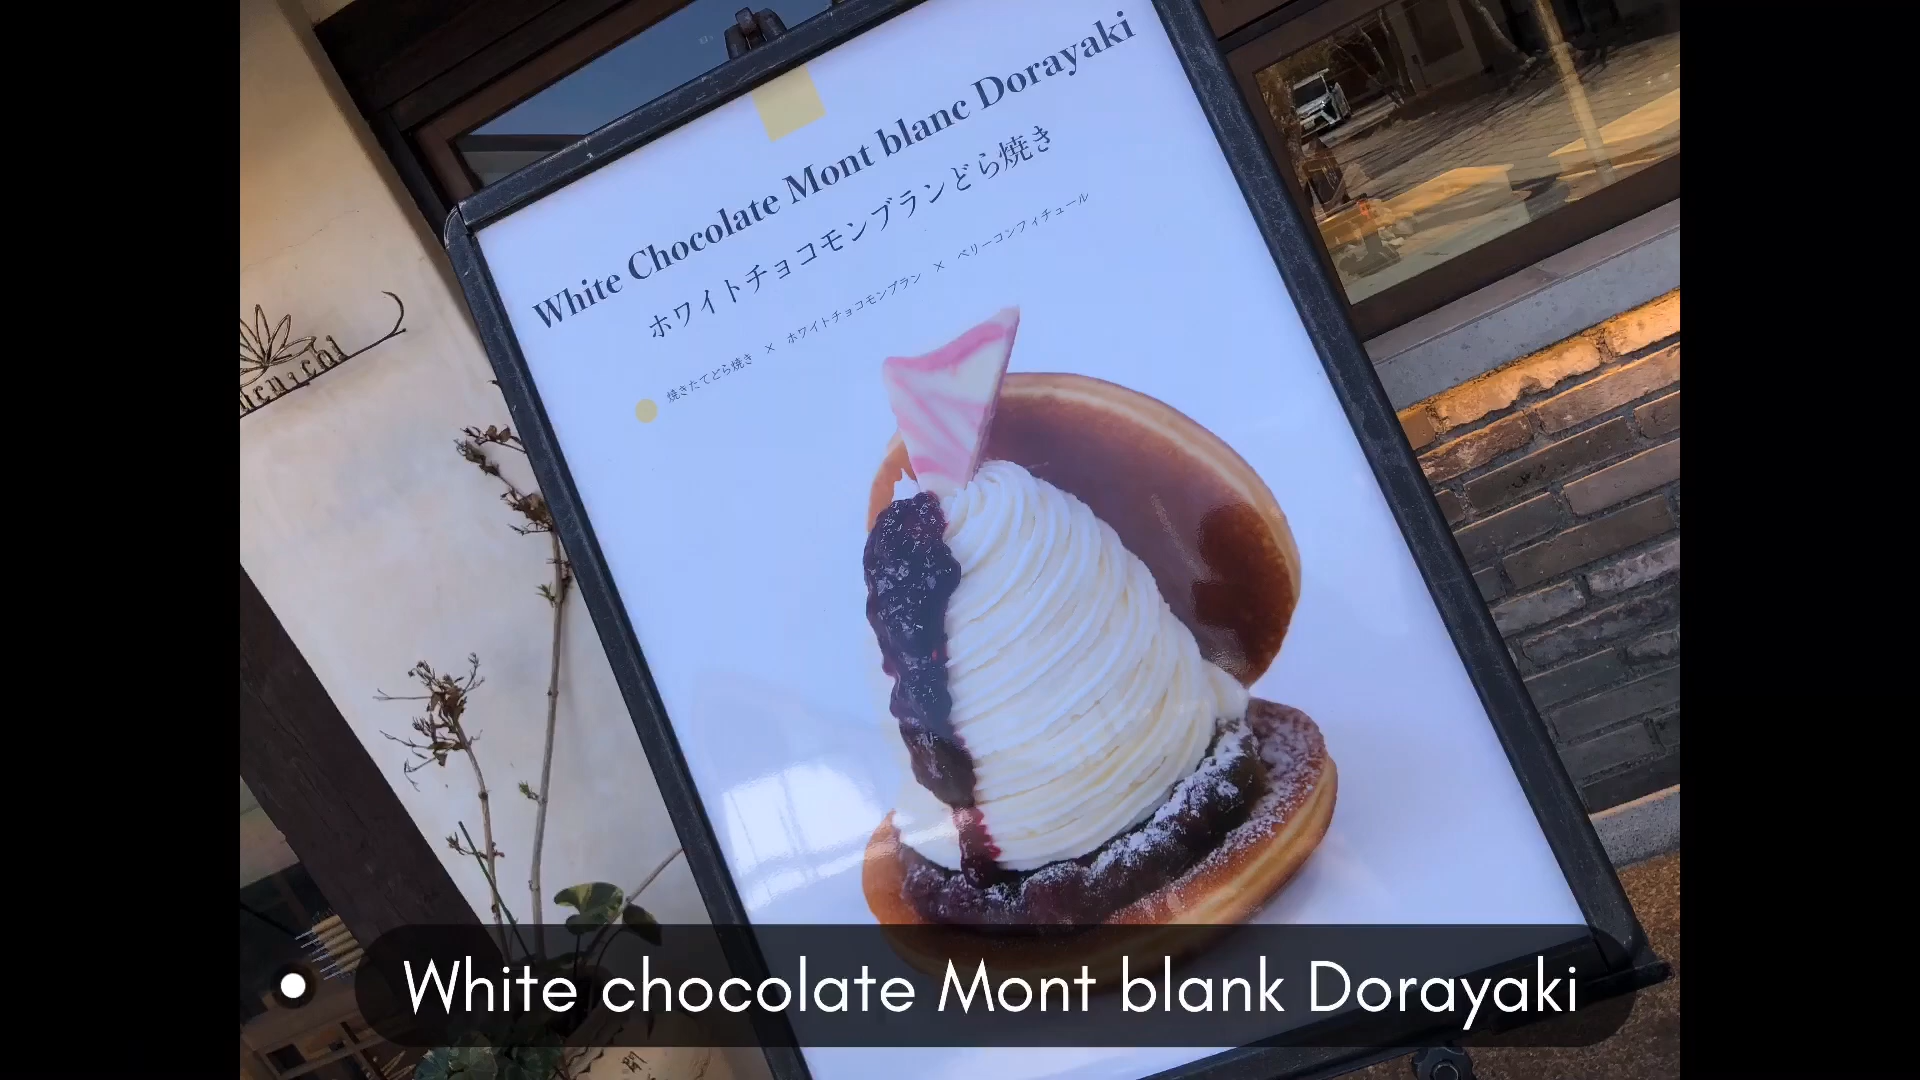 White Chocolate Mont blanc Dorayaki
ホワイトチョコモンブランどら焼き
焼きたてどら焼き × ホワイトチョコモンブラン × ベリーコンフィチュール
White chocolate Mont blank Dorayaki